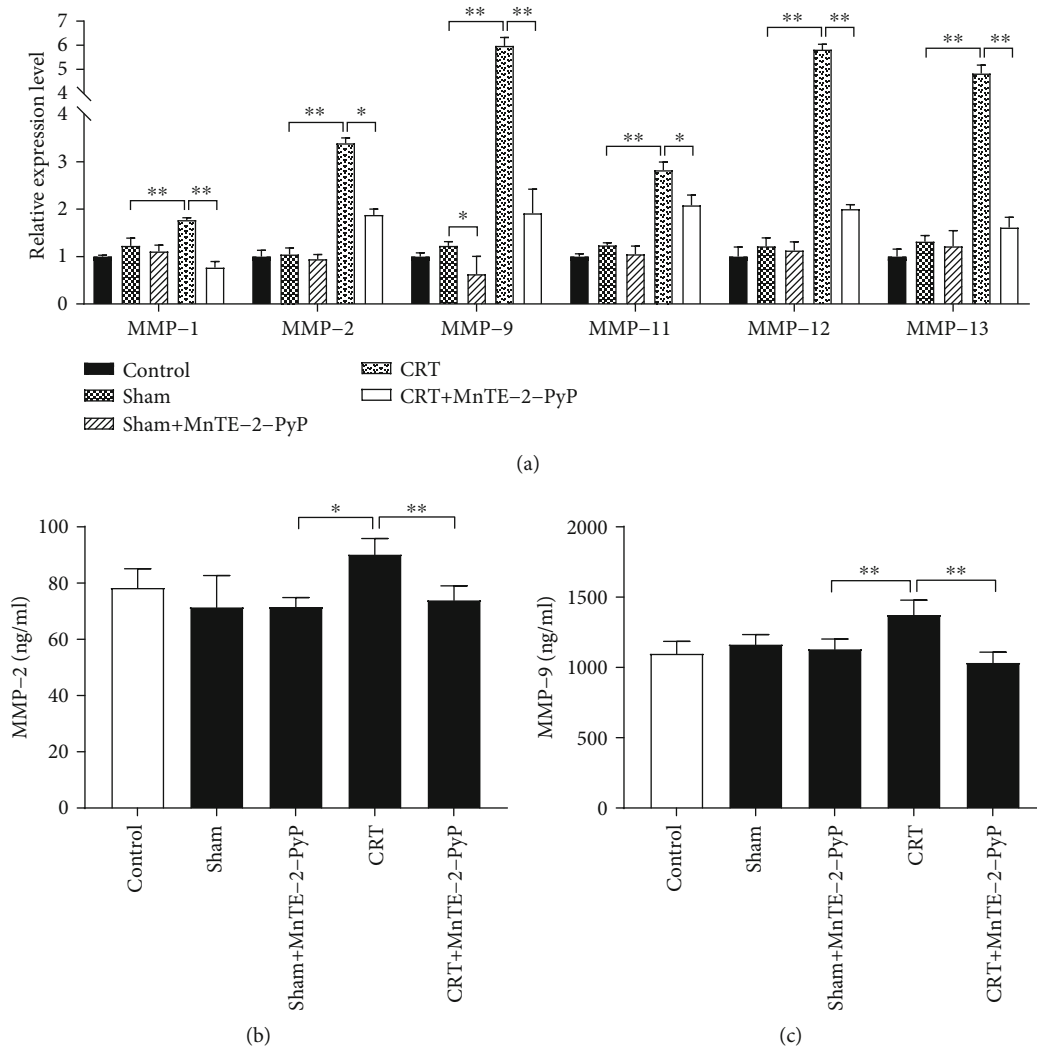 7
6
5
4
4
3
2
1
0
Relative expression level
** **
** *
** **
*
** *
** **
** **
MMP−1 MMP−2 MMP−9 MMP−11 MMP−12 MMP−13
Control
Sham
Sham+MnTE−2−PyP
CRT
CRT+MnTE−2−PyP
(a)
100
80
60
40
20
0
MMP−2 (ng/ml)
* **
Control
Sham
Sham+MnTE−2−PyP
CRT
CRT+MnTE−2−PyP
(b)
2000
1500
1000
500
0
MMP−9 (ng/ml)
** **
Control
Sham
Sham+MnTE−2−PyP
CRT
CRT+MnTE−2−PyP
(c)